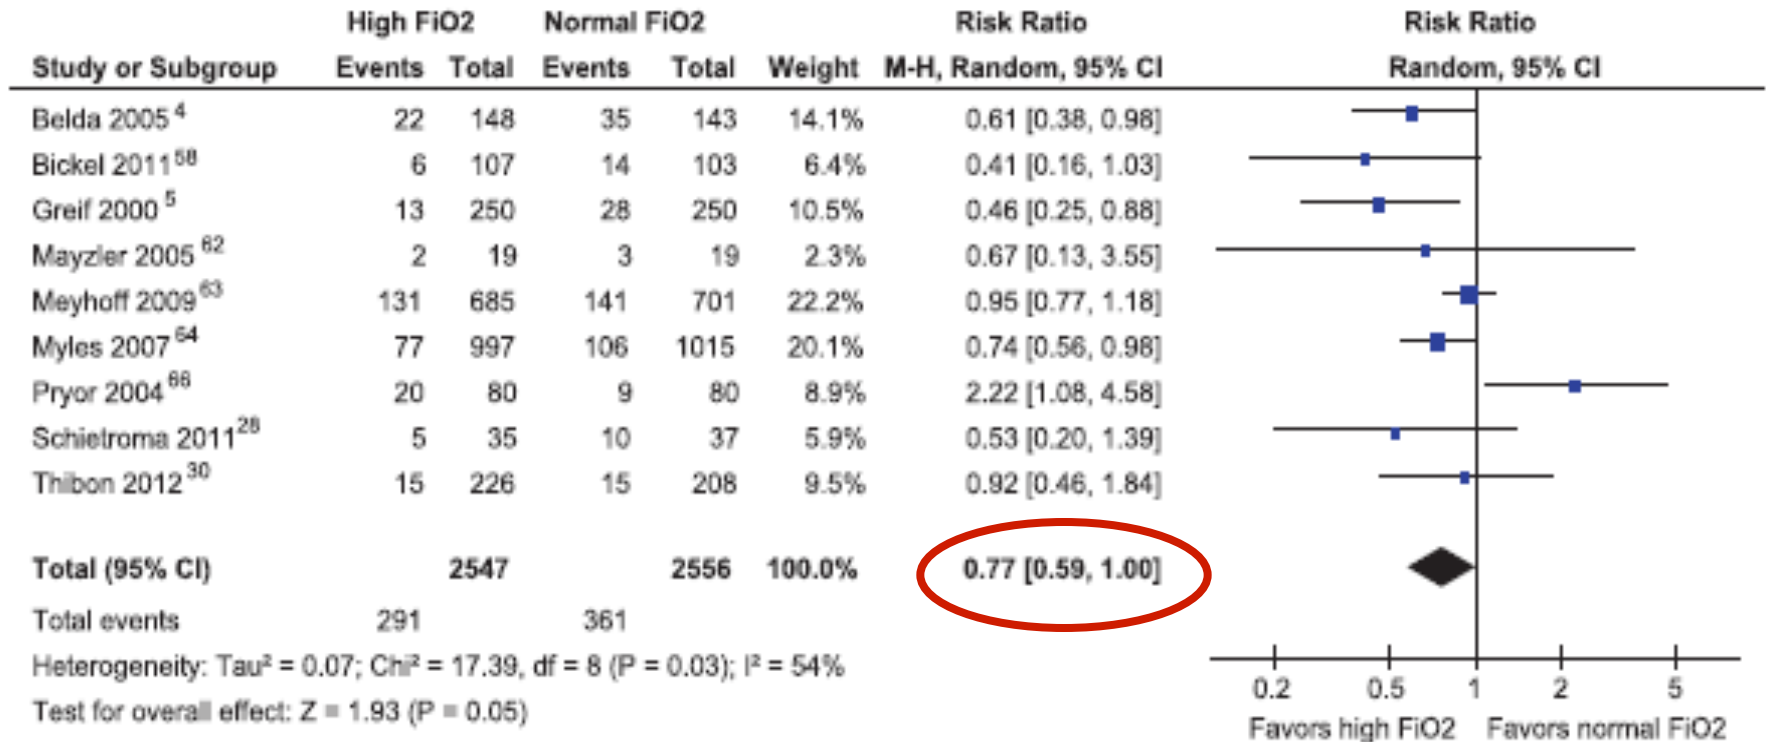 High FiO2 Normal FiO2 Risk Ratio Risk Ratio
Study or Subgroup Events Total Events Total Weight M-H, Random, 95% CI Random, 95% CI
Belda 2005 4 22 148 35 143 14.1% 0.61 [0.38, 0.98]
Bickel 2011 58 6 107 14 103 6.4% 0.41 [0.16, 1.03]
Greif 2000 5 13 250 28 250 10.5% 0.46 [0.25, 0.88]
Mayzler 2005 62 2 19 3 19 2.3% 0.67 [0.13, 3.55]
Meyhoff 2009 63 131 685 141 701 22.2% 0.95 [0.77, 1.18]
Myles 2007 64 77 997 106 1015 20.1% 0.74 [0.56, 0.98]
Pryor 2004 66 20 80 9 80 8.9% 2.22 [1.08, 4.58]
Schietroma 2011 28 5 35 10 37 5.9% 0.53 [0.20, 1.39]
Thibon 2012 30 15 226 15 208 9.5% 0.92 [0.46, 1.84]
Total (95% CI) 2547 2556 100.0% 0.77 [0.59, 1.00]
Total events 291 361
Heterogeneity: Tau² = 0.07; Chi² = 17.39, df = 8 (P = 0.03); I² = 54%
Test for overall effect: Z = 1.93 (P = 0.05)
0.2 0.5 1 2 5
Favors high FiO2 Favors normal FiO2